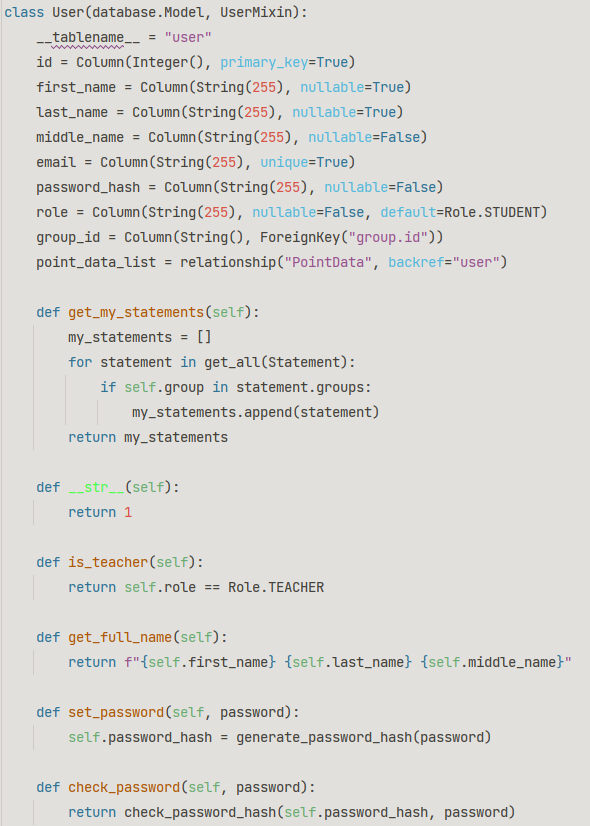 class User(database.Model, UserMixin):
    __tablename__ = "user"
    id = Column(Integer(), primary_key=True)
    first_name = Column(String(255), nullable=True)
    last_name = Column(String(255), nullable=True)
    middle_name = Column(String(255), nullable=False)
    email = Column(String(255), unique=True)
    password_hash = Column(String(255), nullable=False)
    role = Column(String(255), nullable=False, default=Role.STUDENT)
    group_id = Column(String(), ForeignKey("group.id"))
    point_data_list = relationship("PointData", backref="user")

    def get_my_statements(self):
        my_statements = []
        for statement in get_all(Statement):
            if self.group in statement.groups:
                my_statements.append(statement)
        return my_statements

    def __str__(self):
        return 1

    def is_teacher(self):
        return self.role == Role.TEACHER

    def get_full_name(self):
        return f"{self.first_name} {self.last_name} {self.middle_name}"

    def set_password(self, password):
        self.password_hash = generate_password_hash(password)

    def check_password(self, password):
        return check_password_hash(self.password_hash, password)